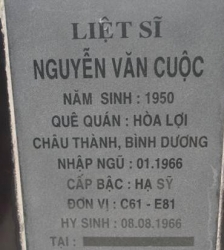 LIỆT SĨ
NGUYỄN VĂN CUỘC
NĂM SINH : 1950
QUÊ QUÁN : HÒA LỢI
CHÂU THÀNH, BÌNH DƯƠNG
NHẬP NGŨ : 01.1966
CẤP BẬC : HẠ SỸ
ĐƠN VỊ : C61 - E81
HY SINH : 08.08.1966
TẠI :